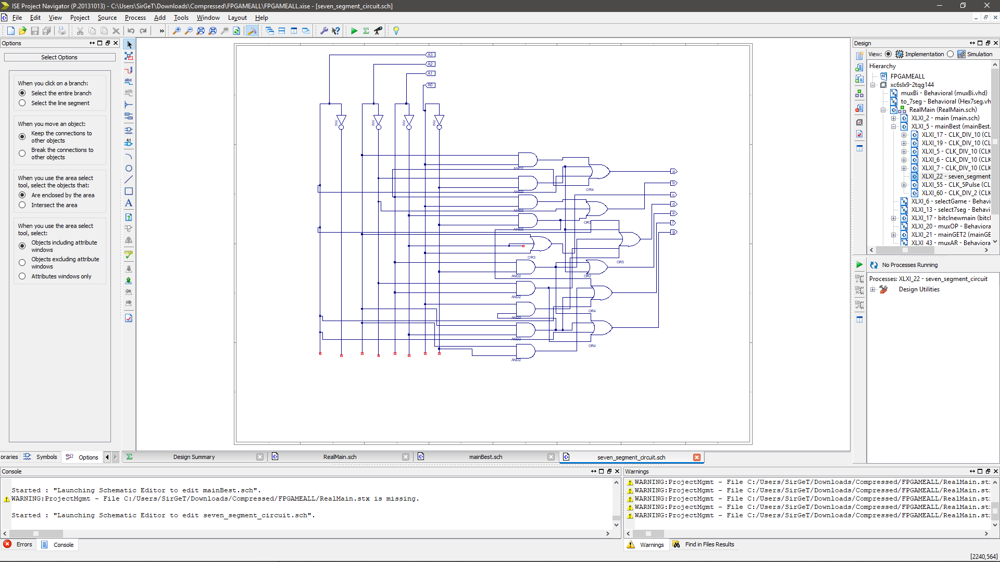 ISE Project Navigator (P.20131013) - C:\Users\SirGeT\Downloads\Compressed\FPGAMEALL\FPGAMEALL.xise - [seven_segment_circuit.sch]
File Edit View Project Source Process Add Tools Window Layout Help
Options
Select Options
When you click on a branch:
Select the entire branch
Select the line segment
When you move an object:
Keep the connections to
other objects
Break the connections to
other objects
When you use the area select
tool, select the objects that:
Are enclosed by the area
Intersect the area
When you use the area select
tool, select:
Objects including attribute
windows
Objects excluding attribute
windows
Attributes windows only
oraries Symbols Options
A3
A2
A1
A0
INV INV INV INV
AND2
AND2
AND2
AND2
AND2
AND2
AND2
AND2
AND2
OR4
OR3
OR3
OR5
OR2
OR4
OR4
a
b
c
d
e
f
g
Design Summary RealMain.sch mainBest.sch seven_segment_circuit.sch
Design
View: Implementation Simulation
Hierarchy
FPGAMEALL
xc6slx9-2tqg144
muxBi - Behavioral (muxBi.vhd)
to_7seg - Behavioral (Hex7seg.vh
RealMain (RealMain.sch)
XLXI_2 - main (main.sch)
XLXI_5 - mainBest (mainBest.
XLXI_17 - CLK_DIV_10 (CL
XLXI_19 - CLK_DIV_10 (CL
XLXI_5 - CLK_DIV_10 (CLK
XLXI_6 - CLK_DIV_10 (CLK
XLXI_7 - CLK_DIV_10 (CLK
XLXI_22 - seven_segment
XLXI_55 - CLK_5Pulse (CL
XLXI_60 - CLK_DIV_2 (CLK
XLXI_6 - selectGame - Behavi
XLXI_13 - select7seg - Behavi
XLXI_17 - bitcInewmain (bitcl
XLXI_20 - muxOP - Behaviora
XLXI_21 - mainGET2 (mainGE
XLXI_43 - muxAR - Behaviora
No Processes Running
Processes: XLXI_22 - seven_segment_circuit
Design Utilities
Console
Started : "Launching Schematic Editor to edit mainBest.sch".
WARNING:ProjectMgmt - File C:/Users/SirGeT/Downloads/Compressed/FPGAMEALL/RealMain.stx is missing.
Started : "Launching Schematic Editor to edit seven_segment_circuit.sch".
Errors Console
Warnings
WARNING:ProjectMgmt - File C:/Users/SirGeT/Downloads/Compressed/FPGAMEALL/RealMain.st
WARNING:ProjectMgmt - File C:/Users/SirGeT/Downloads/Compressed/FPGAMEALL/RealMain.st
WARNING:ProjectMgmt - File C:/Users/SirGeT/Downloads/Compressed/FPGAMEALL/RealMain.st
WARNING:ProjectMgmt - File C:/Users/SirGeT/Downloads/Compressed/FPGAMEALL/RealMain.st
WARNING:ProjectMgmt - File C:/Users/SirGeT/Downloads/Compressed/FPGAMEALL/RealMain.st
Warnings Find in Files Results
[2240,564]